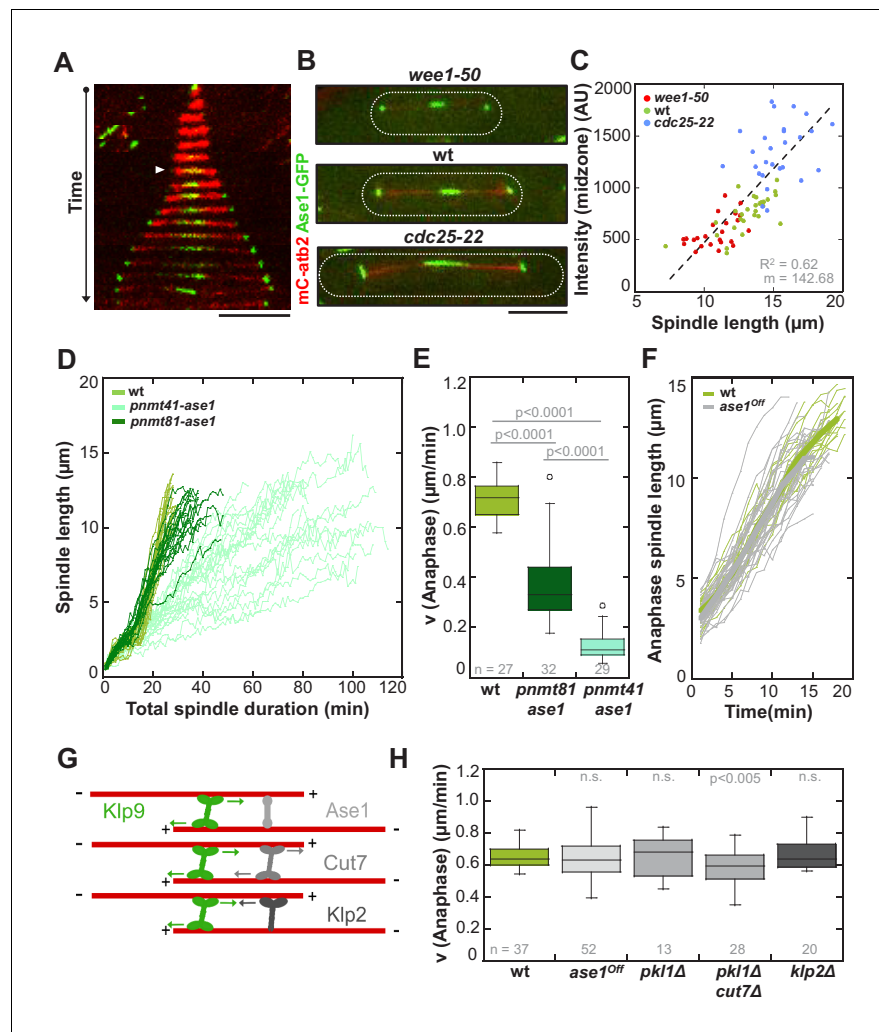 A
Time
B
mC-atb2 Ase1-GFP
wee1-50
wt
cdc25-22
C
Intensity (midzone) (AU)
2000
1500
1000
500
0
wee1-50
wt
cdc25-22
R² = 0.62
m = 142.68
5 10 15 20
Spindle length (µm)
D
wt
pnmt41-ase1
pnmt81-ase1
Spindle length (µm)
20
15
10
5
0
0 20 40 60 80 100 120
Total spindle duration (min)
E
v (Anaphase) (µm/min)
1.2
1.0
0.8
0.6
0.4
0.2
0
p<0.0001
p<0.0001
p<0.0001
n = 27 32 29
wt pnmt81 pnmt41
ase1 ase1
F
wt
ase1Off
Anaphase spindle length (µm)
15
10
5
0
0 5 10 15 20
Time(min)
G
- +
Klp9 Ase1
+ -
- +
Cut7
+ -
- +
Klp2
+ -
H
v (Anaphase) (µm/min)
1.2
1.0
0.8
0.6
0.4
0.2
0
n.s. n.s. p<0.005 n.s.
n = 37 52 13 28 20
wt ase1Off pkl1Δ pkl1Δ klp2Δ
cut7Δ